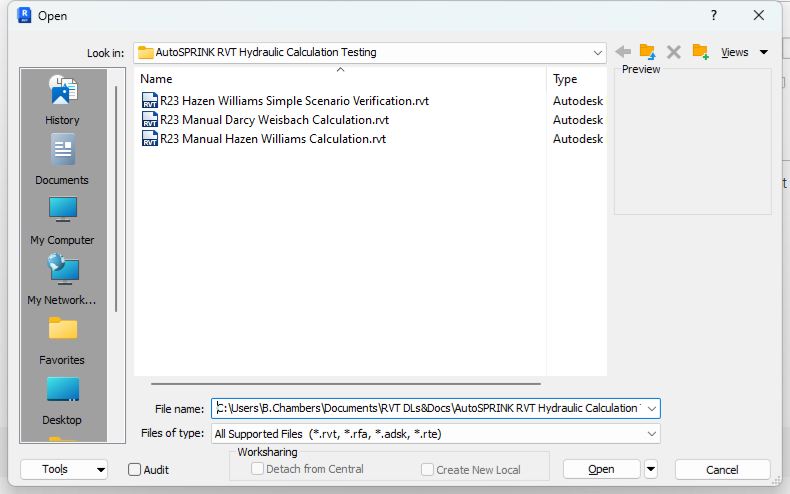 Open
?
Look in:
AutoSPRINK RVT Hydraulic Calculation Testing
Views
Preview
Name
Type
R23 Hazen Williams Simple Scenario Verification.rvt
Autodesk
R23 Manual Darcy Weisbach Calculation.rvt
Autodesk
R23 Manual Hazen Williams Calculation.rvt
Autodesk
History
Documents
My Computer
My Network...
Favorites
Desktop
File name:
C:\Users\B.Chambers\Documents\RVT DLs&Docs\AutoSPRINK RVT Hydraulic Calculation
Files of type:
All Supported Files (*.rvt, *.rfa, *.adsk, *.rte)
Worksharing
Tools
Audit
Detach from Central
Create New Local
Open
Cancel